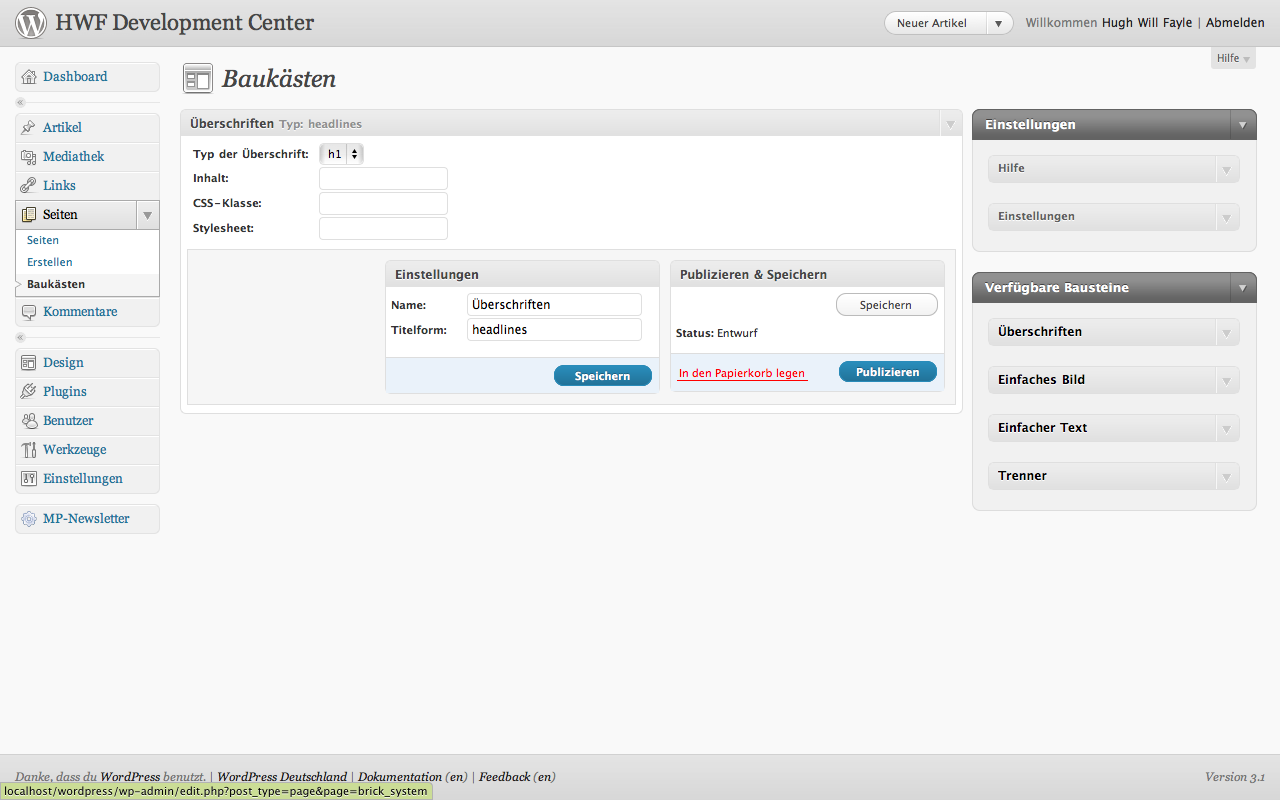 HWF Development Center
Neuer Artikel
Willkommen Hugh Will Fayle | Abmelden
Hilfe
Dashboard
Artikel
Mediathek
Links
Seiten
Seiten
Erstellen
Baukästen
Kommentare
Design
Plugins
Benutzer
Werkzeuge
Einstellungen
MP-Newsletter
Baukästen
Überschriften Typ: headlines
Typ der Überschrift: h1
Inhalt:
CSS-Klasse:
Stylesheet:
Einstellungen
Name: Überschriften
Titelform: headlines
Speichern
Publizieren & Speichern
Speichern
Status: Entwurf
In den Papierkorb legen
Publizieren
Einstellungen
Hilfe
Einstellungen
Verfügbare Bausteine
Überschriften
Einfaches Bild
Einfacher Text
Trenner
Danke, dass du WordPress benutzt. | WordPress Deutschland | Dokumentation (en) | Feedback (en)
Version 3.1
localhost/wordpress/wp-admin/edit.php?post_type=page&page=brick_system